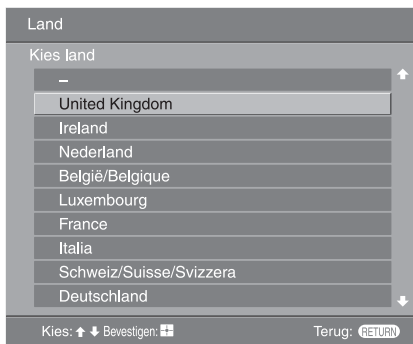 Land
Kies land
–
United Kingdom
Ireland
Nederland
België/Belgique
Luxembourg
France
Italia
Schweiz/Suisse/Svizzera
Deutschland
Kies: Bevestigen: Terug: RETURN